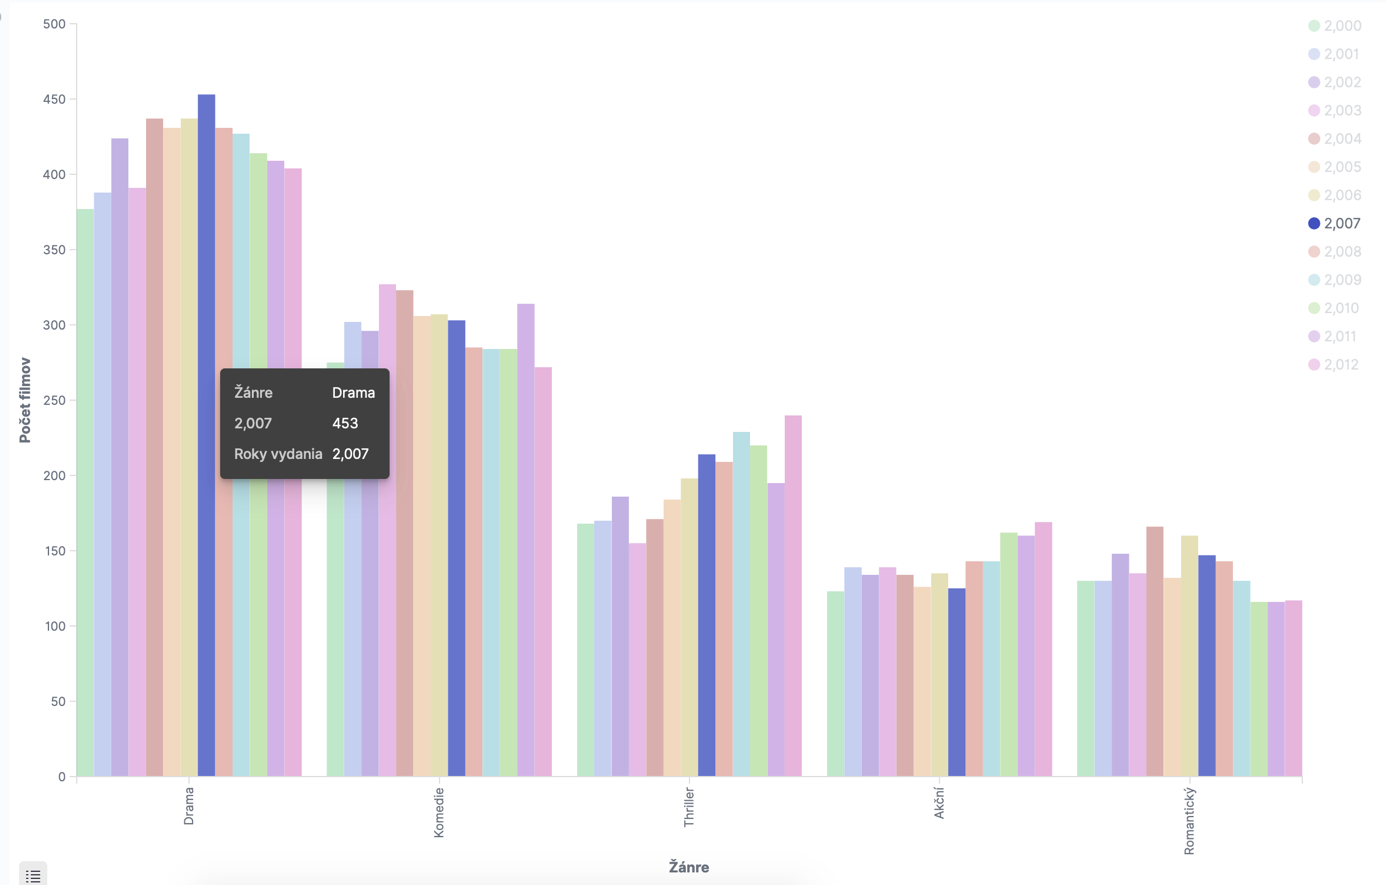 500
450
400
350
300
250
200
150
100
50
0
Počet filmov
Žánre Drama
2,007 453
Roky vydania 2,007
2,000
2,001
2,002
2,003
2,004
2,005
2,006
2,007
2,008
2,009
2,010
2,011
2,012
Drama
Komedie
Thriller
Akční
Romantický
Žánre